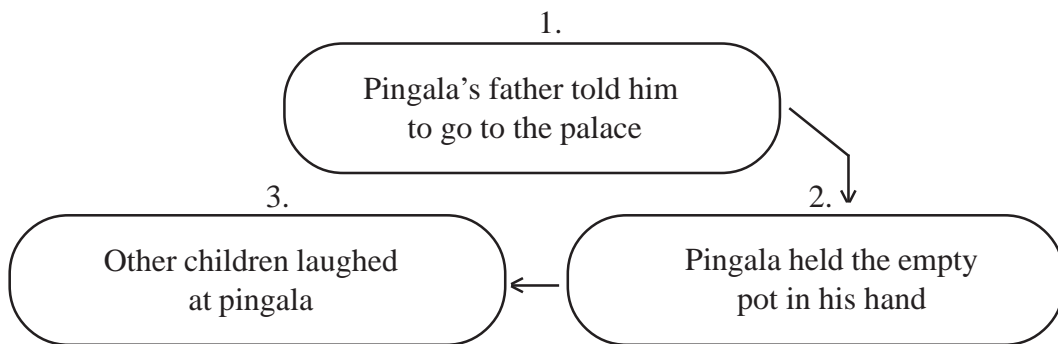 1.
Pingala’s father told him
to go to the palace
2.
Pingala held the empty
pot in his hand
3.
Other children laughed
at pingala